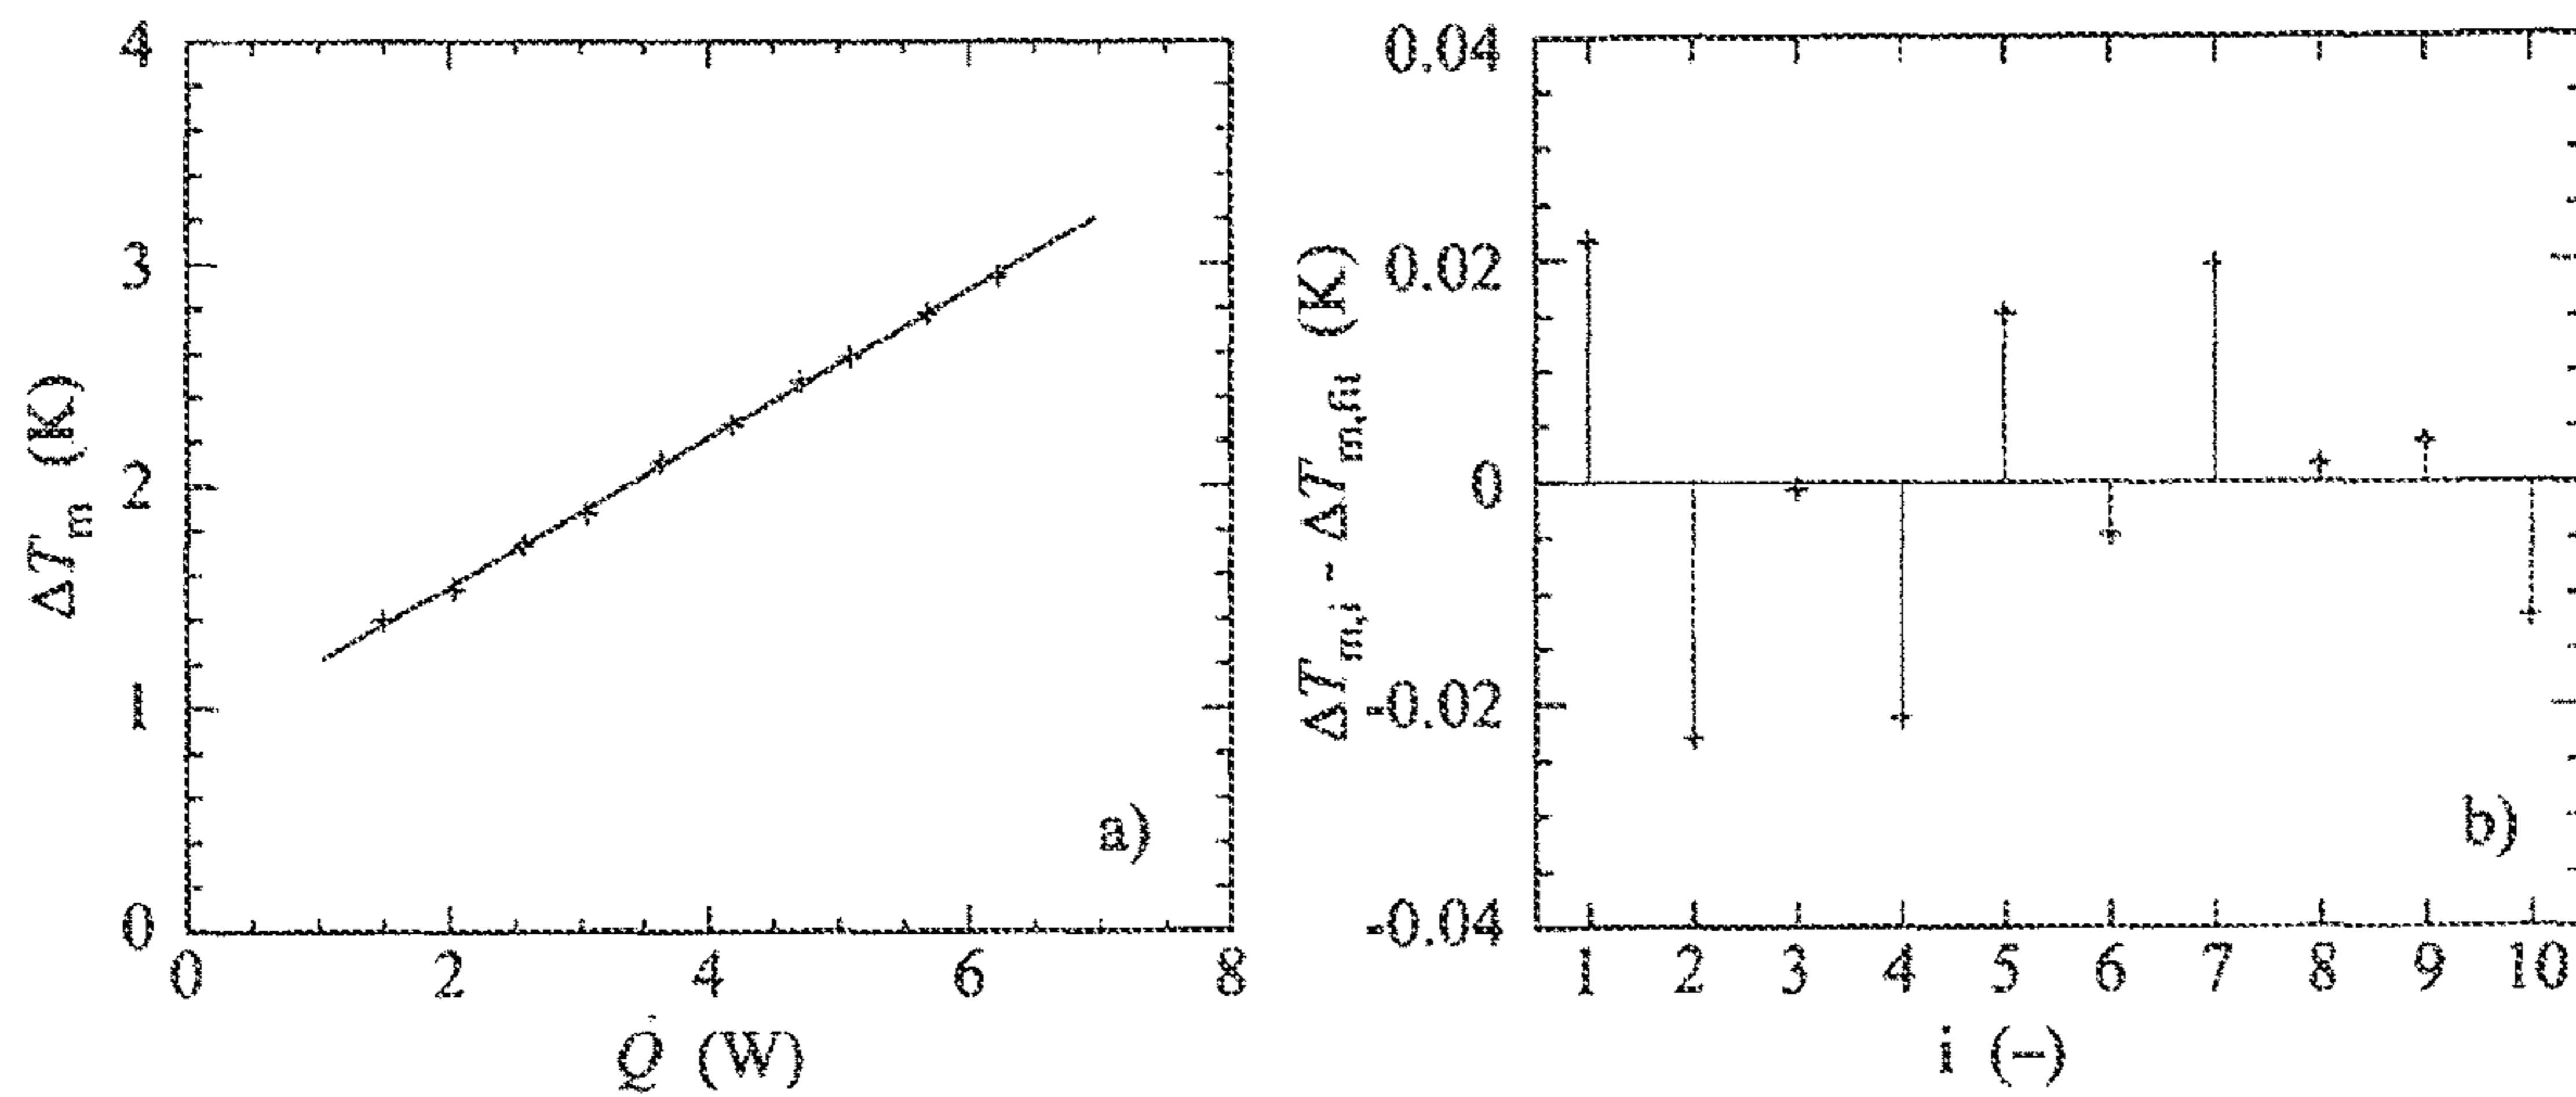 4
3
2
1
0
ΔT_m (K)
0 2 4 6 8
Q̇ (W)
a)
0.04
0.02
0
-0.02
-0.04
ΔT_m,i - ΔT_m,fit (K)
1 2 3 4 5 6 7 8 9 10
i (–)
b)